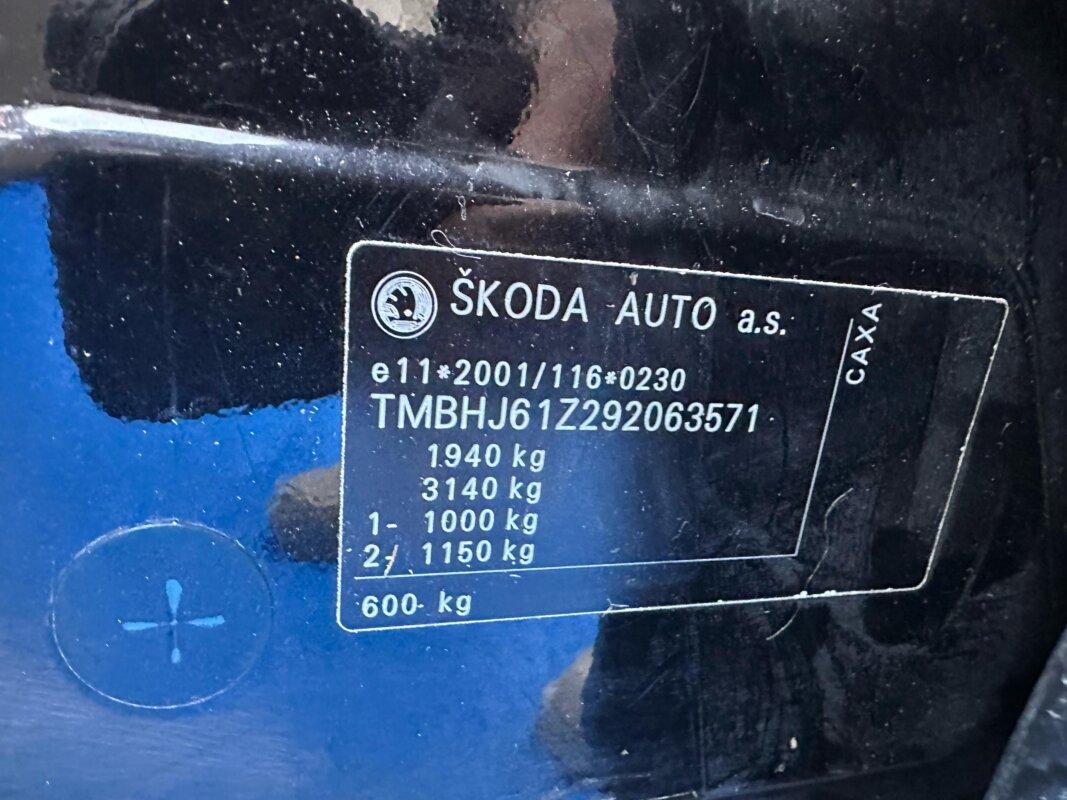 ŠKODA AUTO a.s.
CAXA
e11*2001/116*0230
TMBHJ61Z292063571
1940 kg
3140 kg
1- 1000 kg
2- 1150 kg
600 kg